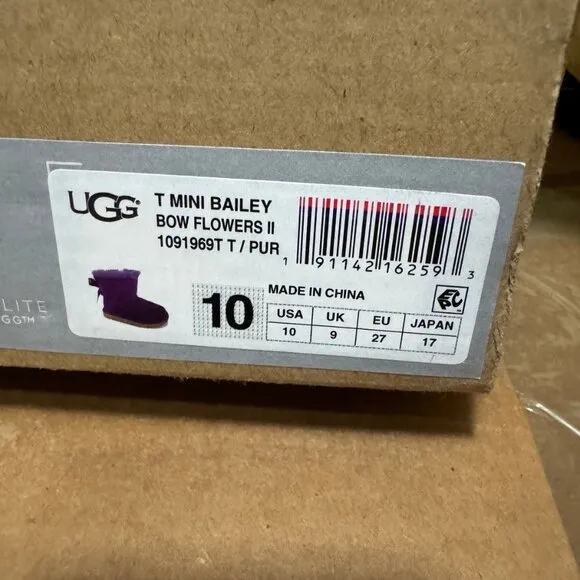 UGG
T MINI BAILEY
BOW FLOWERS II
1091969T T / PUR
1 91142 16259 3
MADE IN CHINA
10
USA UK EU JAPAN
10 9 27 17
LITE
GG™